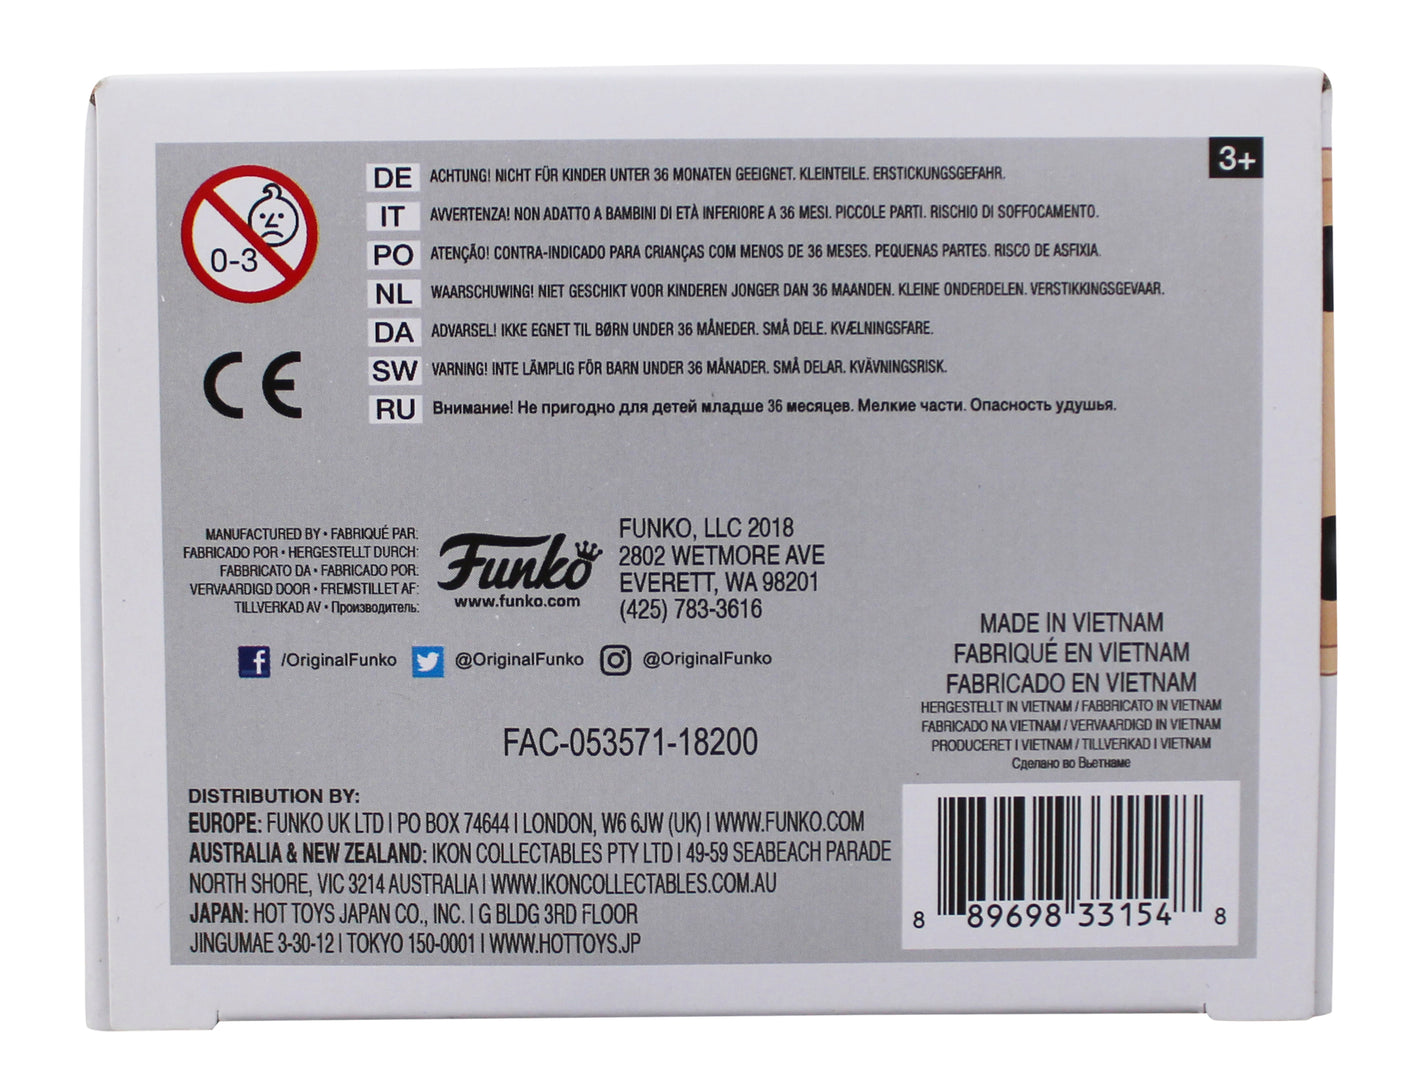 3+
0-3
DE ACHTUNG! NICHT FÜR KINDER UNTER 36 MONATEN GEEIGNET. KLEINTEILE. ERSTICKUNGSGEFAHR.
IT AVVERTENZA! NON ADATTO A BAMBINI DI ETÀ INFERIORE A 36 MESI. PICCOLE PARTI. RISCHIO DI SOFFOCAMENTO.
PO ATENÇÃO! CONTRA-INDICADO PARA CRIANÇAS COM MENOS DE 36 MESES. PEQUENAS PARTES. RISCO DE ASFIXIA.
NL WAARSCHUWING! NIET GESCHIKT VOOR KINDEREN JONGER DAN 36 MAANDEN. KLEINE ONDERDELEN. VERSTIKKINGSGEVAAR.
DA ADVARSEL! IKKE EGNET TIL BØRN UNDER 36 MÅNEDER. SMÅ DELE. KVÆLNINGSFARE.
SW VARNING! INTE LÄMPLIG FÖR BARN UNDER 36 MÅNADER. SMÅ DELAR. KVÄVNINGSRISK.
RU Внимание! Не пригодно для детей младше 36 месяцев. Мелкие части. Опасность удушья.
CE
MANUFACTURED BY • FABRIQUÉ PAR:
FABRICADO POR • HERGESTELLT DURCH:
FABBRICATO DA • FABRICADO POR:
VERVAARDIGD DOOR • FREMSTILLET AF:
TILLVERKAD AV • Производитель:
Funko
www.funko.com
FUNKO, LLC 2018
2802 WETMORE AVE
EVERETT, WA 98201
(425) 783-3616
f /OriginalFunko @OriginalFunko @OriginalFunko
MADE IN VIETNAM
FABRIQUÉ EN VIETNAM
FABRICADO EN VIETNAM
HERGESTELLT IN VIETNAM / FABBRICATO IN VIETNAM
FABRICADO NA VIETNAM / VERVAARDIGD IN VIETNAM
PRODUCERET I VIETNAM / TILLVERKAD I VIETNAM
Сделано во Вьетнаме
FAC-053571-18200
DISTRIBUTION BY:
EUROPE: FUNKO UK LTD | PO BOX 74644 | LONDON, W6 6JW (UK) | WWW.FUNKO.COM
AUSTRALIA & NEW ZEALAND: IKON COLLECTABLES PTY LTD | 49-59 SEABEACH PARADE
NORTH SHORE, VIC 3214 AUSTRALIA | WWW.IKONCOLLECTABLES.COM.AU
JAPAN: HOT TOYS JAPAN CO., INC. | G BLDG 3RD FLOOR
JINGUMAE 3-30-12 | TOKYO 150-0001 | WWW.HOTTOYS.JP
8 89698 33154 8